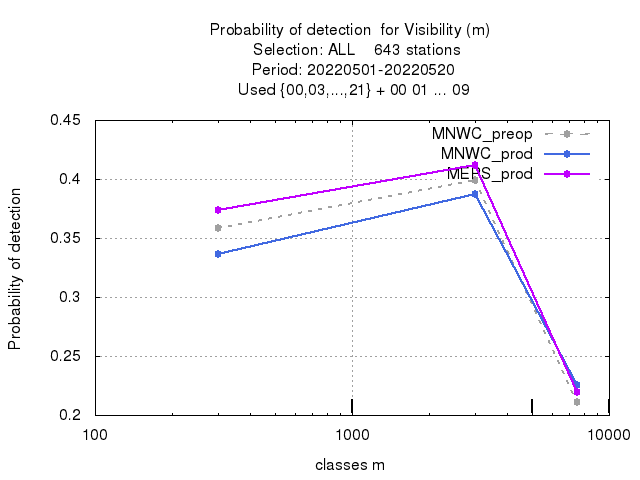 Probability of detection  for Visibility (m)
Selection: ALL    643 stations
Period: 20220501-20220520
Used {00,03,...,21} + 00 01 ... 09
0.45
0.4
0.35
0.3
0.25
0.2
Probability of detection
MNWC_preop
MNWC_prod
MEPS_prod
100
1000
10000
classes m